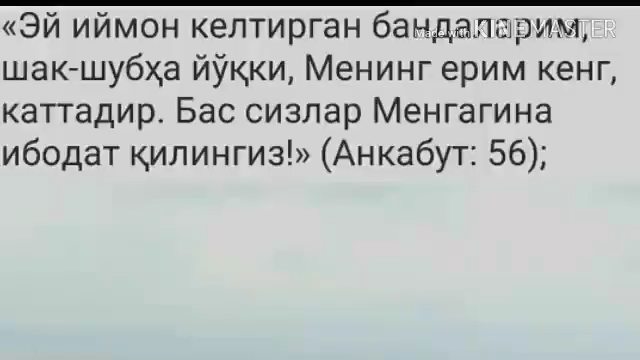 «Эй иймон келтирган бандаларим,
шак-шубҳа йўқки, Менинг ерим кенг,
каттадир. Бас сизлар Менгагина
ибодат қилингиз!» (Анкабут: 56);
Made with KINEMASTER